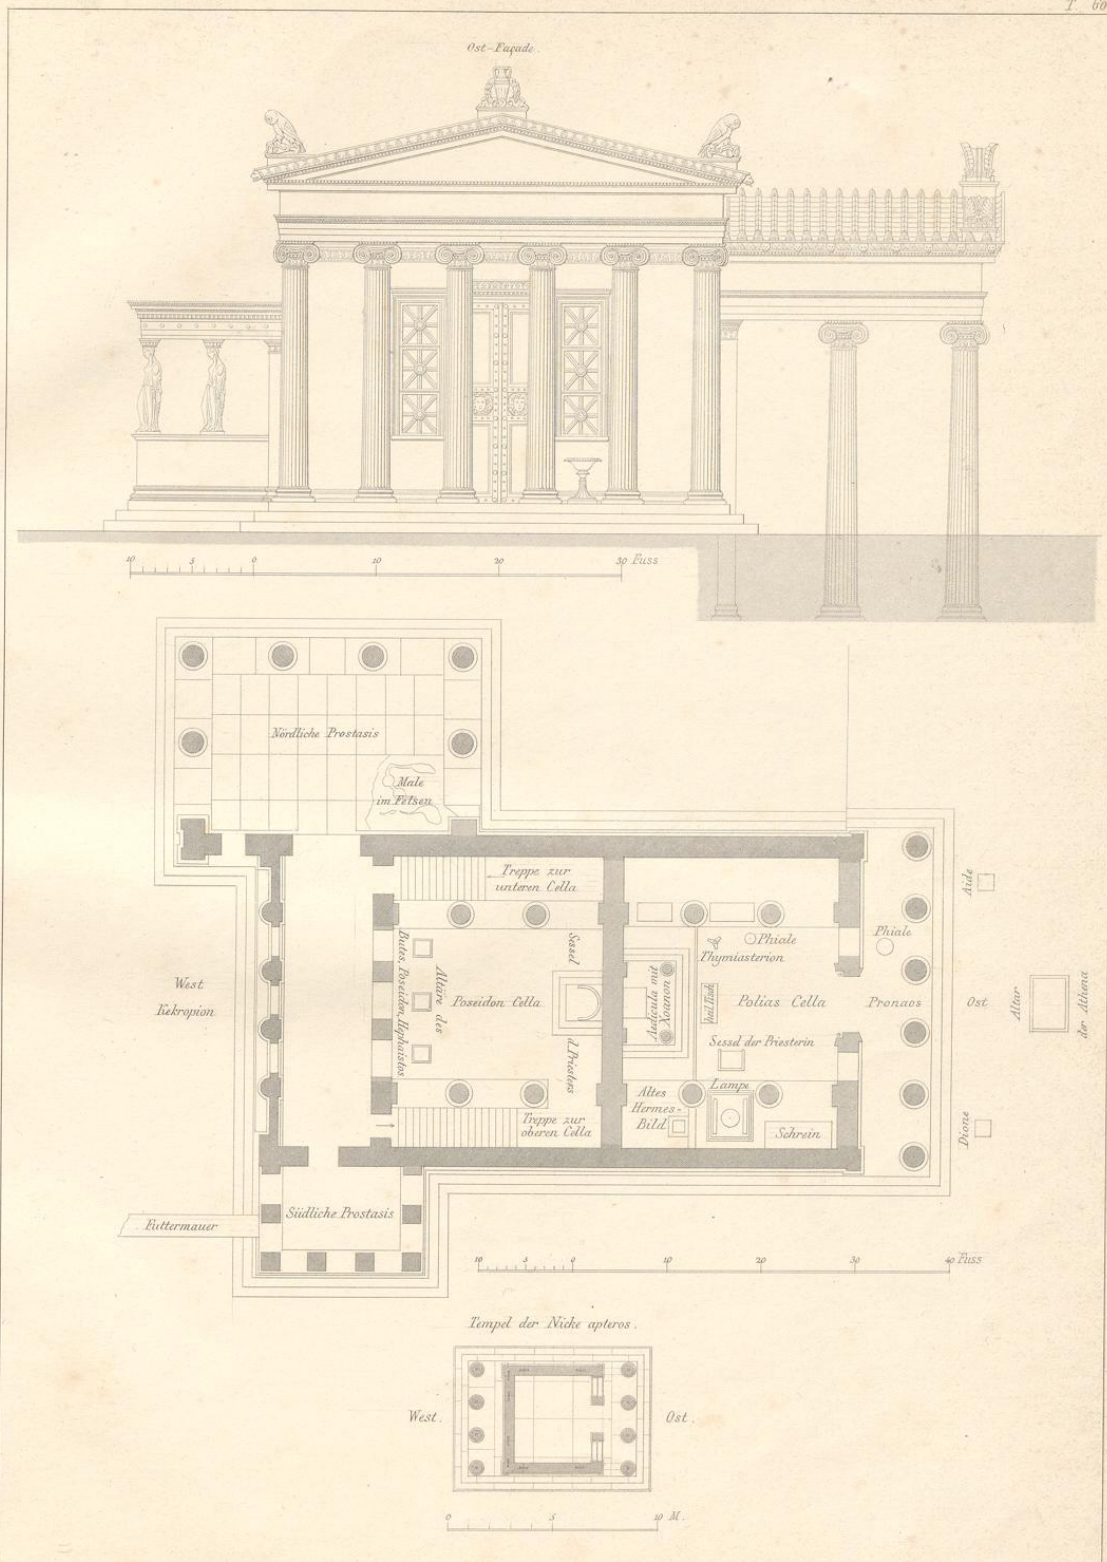 T. 60
Ost-Façade.
10 5 0 10 20 30 Fuss
Nördliche Prostasis
Male
im Felsen
Treppe zur
unteren Cella
Aide
Sessel
Phiale
Phiale
&
Thymiasterion
Butes, Poseidon, Hephaistos
Altäre des
Poseidon Cella
Aedicula mit
Xoanon
heil. Tisch
Polias Cella
Pronaos
Ost
Altar
der Athena
West
Kekropion
d. Priesters
Sessel der Priesterin
Lampe
Altes
Hermes-
Bild
Treppe zur
oberen Cella
Schrein
Dione
Südliche Prostasis
Futtermauer
10 5 0 10 20 30 40 Fuss
Tempel der Nicke apteros.
West.
Ost.
0 5 10 M.